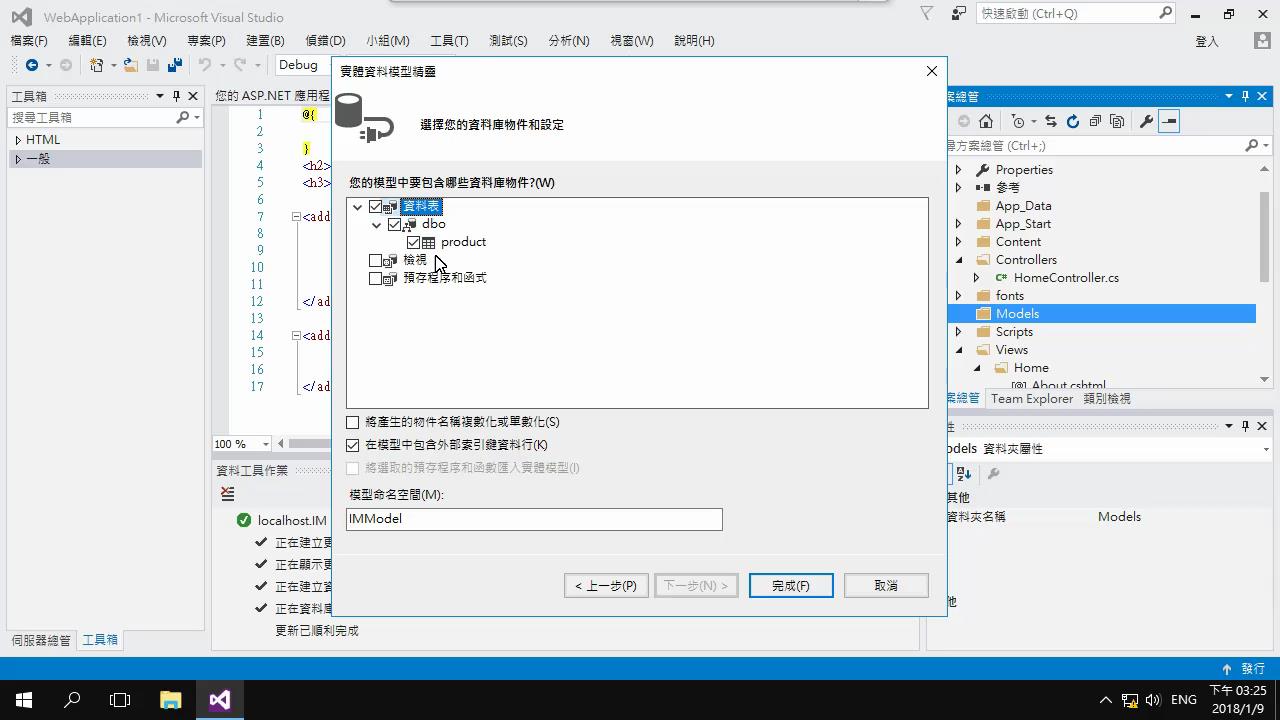 WebApplication1 - Microsoft Visual Studio
快速啟動 (Ctrl+Q)
檔案(F) 編輯(E) 檢視(V) 專案(P) 建置(B) 偵錯(D) 小組(M) 工具(T) 測試(S) 分析(N) 視窗(W) 說明(H)
登入
Debug
工具箱
搜尋工具箱
HTML
一般
伺服器總管 工具箱
您的 ASP.NET 應用程
1 @{
2
3 }
4 <h2>
5 <h3>
6
7 <add
8
9
10
11
12 </ad
13
14 <add
15
16
17 </ad
100 %
資料工具作業
localhost.IM
正在建立更
正在顯示更
正在建立資
正在資料庫
更新已順利完成
實體資料模型精靈
選擇您的資料庫物件和設定
您的模型中要包含哪些資料庫物件?(W)
資料表
dbo
product
檢視
預存程序和函式
將產生的物件名稱複數化或單數化(S)
在模型中包含外部索引鍵資料行(K)
將選取的預存程序和函數匯入實體模型(I)
模型命名空間(M):
IMModel
< 上一步(P) 下一步(N) > 完成(F) 取消
案總管
尋方案總管 (Ctrl+;)
Properties
參考
App_Data
App_Start
Content
Controllers
C# HomeController.cs
fonts
Models
Scripts
Views
Home
[@] About.cshtml
案總管 Team Explorer 類別檢視
性
odels 資料夾屬性
其他
資料夾名稱 Models
他
發行
ENG
下午 03:25
2018/1/9